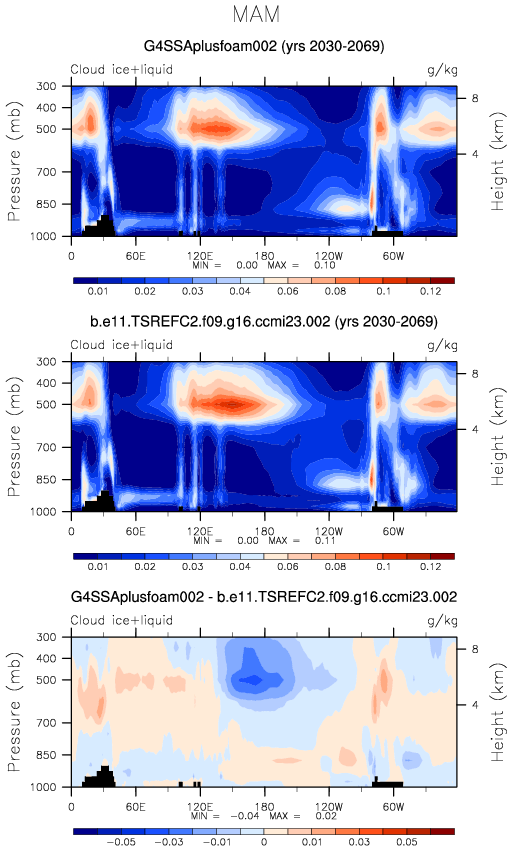 MAM
G4SSAplusfoam002 (yrs 2030-2069)
Cloud ice+liquid g/kg
Pressure (mb)
300
400
500
700
850
1000
8
4
Height (km)
0 60E 120E 180 120W 60W
MIN = 0.00 MAX = 0.10
0.01 0.02 0.03 0.04 0.06 0.08 0.1 0.12
b.e11.TSREFC2.f09.g16.ccmi23.002 (yrs 2030-2069)
Cloud ice+liquid g/kg
Pressure (mb)
300
400
500
700
850
1000
8
4
Height (km)
0 60E 120E 180 120W 60W
MIN = 0.00 MAX = 0.11
0.01 0.02 0.03 0.04 0.06 0.08 0.1 0.12
G4SSAplusfoam002 - b.e11.TSREFC2.f09.g16.ccmi23.002
Cloud ice+liquid g/kg
Pressure (mb)
300
400
500
700
850
1000
8
4
Height (km)
0 60E 120E 180 120W 60W
MIN = -0.04 MAX = 0.02
-0.05 -0.03 -0.01 0 0.01 0.03 0.05